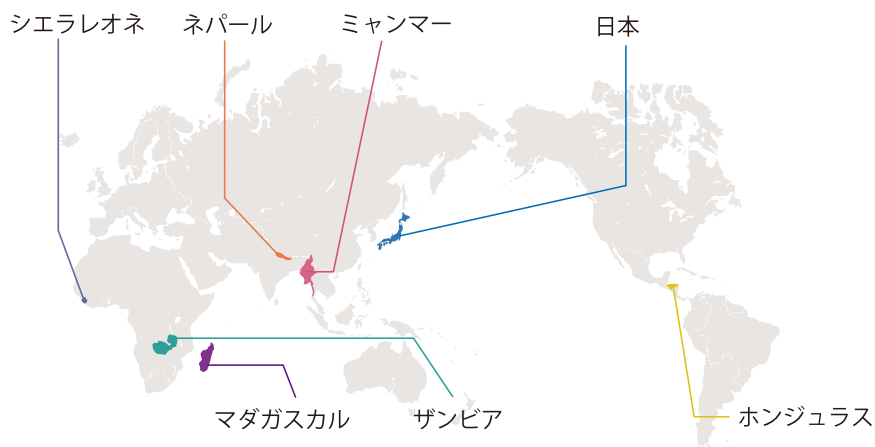 シエラレオネ
ネパール
ミャンマー
日本
マダガスカル
ザンビア
ホンジュラス